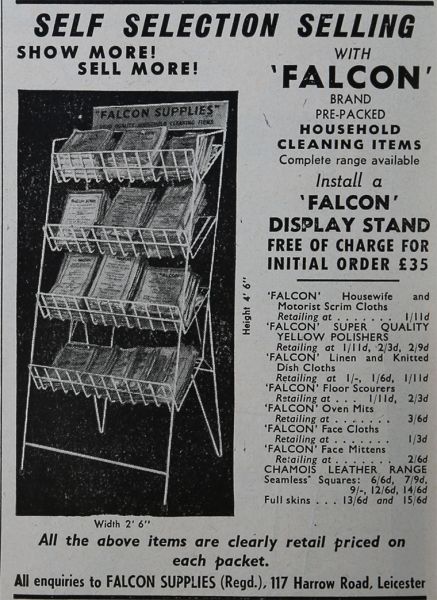 SELF SELECTION SELLING
SHOW MORE!
SELL MORE!
WITH
'FALCON'
BRAND
PRE-PACKED
HOUSEHOLD
CLEANING ITEMS
Complete range available
Install a
'FALCON'
DISPLAY STAND
FREE OF CHARGE FOR
INITIAL ORDER £35
"FALCON SUPPLIES"
QUALITY HOUSEHOLD CLEANING ITEMS
Height 4' 6"
Width 2' 6"
'FALCON' Housewife and
Motorist Scrim Cloths
Retailing at . . . . . . . 1/11d
'FALCON' SUPER QUALITY
YELLOW POLISHERS
Retailing at 1/11d, 2/3d, 2/9d
'FALCON' Linen and Knitted
Dish Cloths
Retailing at 1/-, 1/6d, 1/11d
'FALCON' Floor Scourers
Retailing at . . . 1/11d, 2/3d
'FALCON' Oven Mits
Retailing at . . . . . . . 3/6d
'FALCON' Face Cloths
Retailing at . . . . . . . 1/3d
'FALCON' Face Mittens
Retailing at . . . . . . . 2/6d
CHAMOIS LEATHER RANGE
Seamless Squares: 6/6d, 7/9d,
9/-, 12/6d, 14/6d
Full skins . . . 13/6d and 15/6d
All the above items are clearly retail priced on
each packet.
All enquiries to FALCON SUPPLIES (Regd.), 117 Harrow Road, Leicester